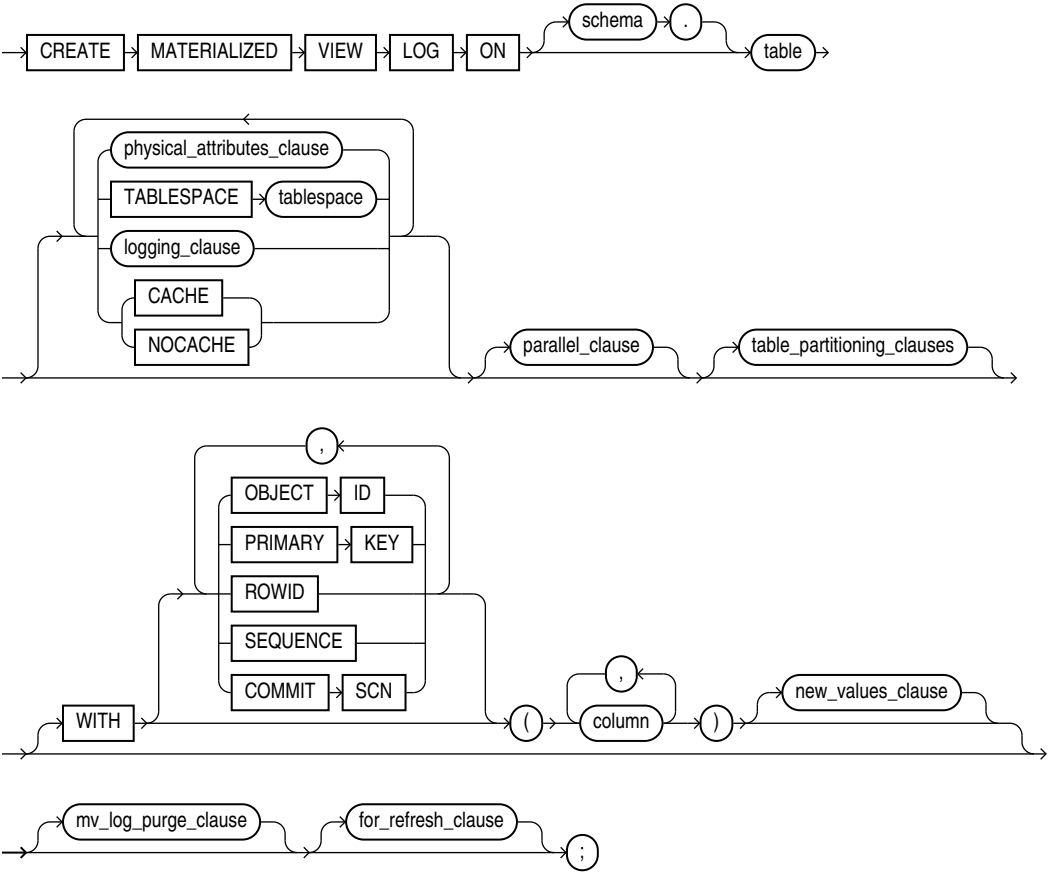 schema .
CREATE MATERIALIZED VIEW LOG ON table
physical_attributes_clause
TABLESPACE tablespace
logging_clause
CACHE
NOCACHE parallel_clause table_partitioning_clauses
,
OBJECT ID
PRIMARY KEY
ROWID
SEQUENCE
,
COMMIT SCN new_values_clause
WITH ( column )
mv_log_purge_clause for_refresh_clause
;